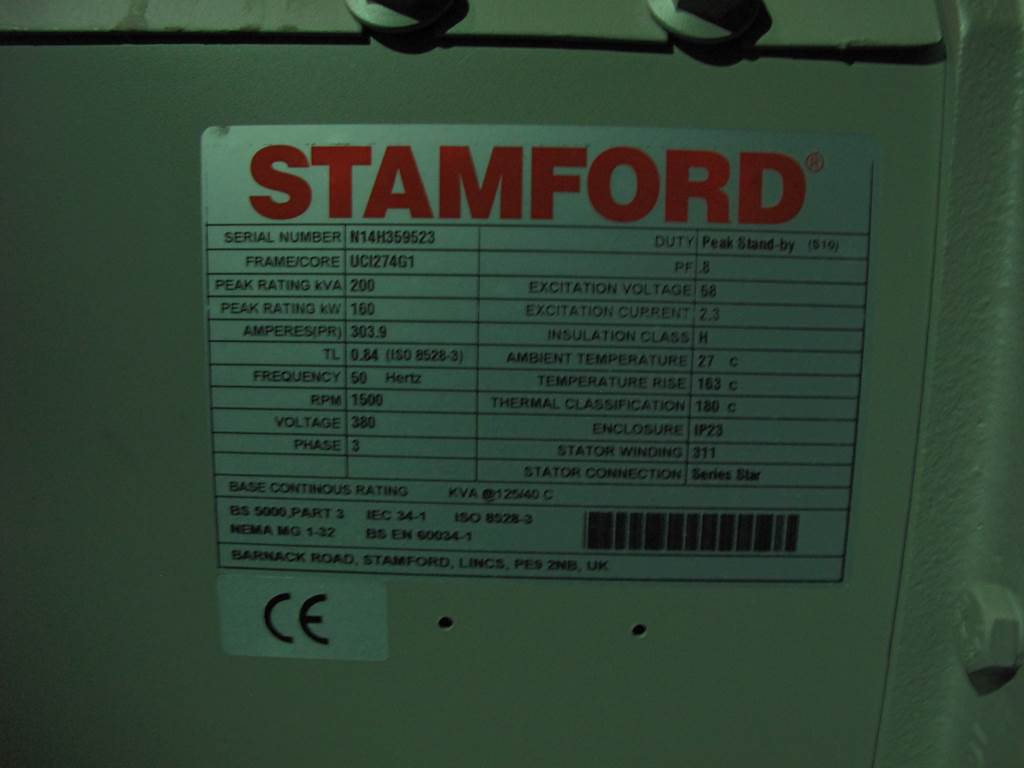 STAMFORD®
SERIAL NUMBER N14H359523 DUTY Peak Stand-by (S10)
FRAME/CORE UCI274G1 PF .8
PEAK RATING kVA 200 EXCITATION VOLTAGE 58
PEAK RATING kW 160 EXCITATION CURRENT 2.3
AMPERES(PR) 303.9 INSULATION CLASS H
TL 0.84 (ISO 8528-3) AMBIENT TEMPERATURE 27 C
FREQUENCY 50 Hertz TEMPERATURE RISE 163 C
RPM 1500 THERMAL CLASSIFICATION 180 C
VOLTAGE 380 ENCLOSURE IP23
PHASE 3 STATOR WINDING 311
STATOR CONNECTION Series Star
BASE CONTINOUS RATING KVA @125/40 C
BS 5000,PART 3 IEC 34-1 ISO 8528-3
NEMA MG 1-32 BS EN 60034-1
BARNACK ROAD, STAMFORD, LINCS, PE9 2NB, UK
CE